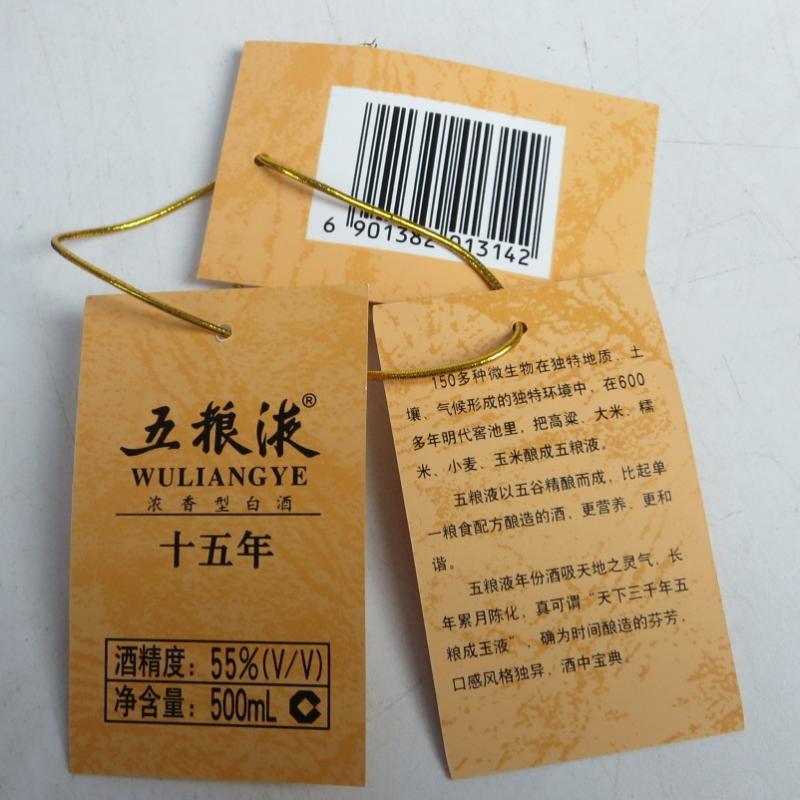 6 901382 013142
五粮液®
WULIANGYE
浓香型白酒
十五年
酒精度：55%(V/V)
净含量：500mL
150多种微生物在独特地质、土
壤、气候形成的独特环境中，在600
多年明代窖池里，把高粱、大米、糯
米、小麦、玉米酿成五粮液。
五粮液以五谷精酿而成，比起单
一粮食配方酿造的酒，更营养、更和
谐。
五粮液年份酒吸天地之灵气，长
年累月陈化，真可谓“天下三千年五
粮成玉液”，确为时间酿造的芬芳，
口感风格独异，酒中宝典。